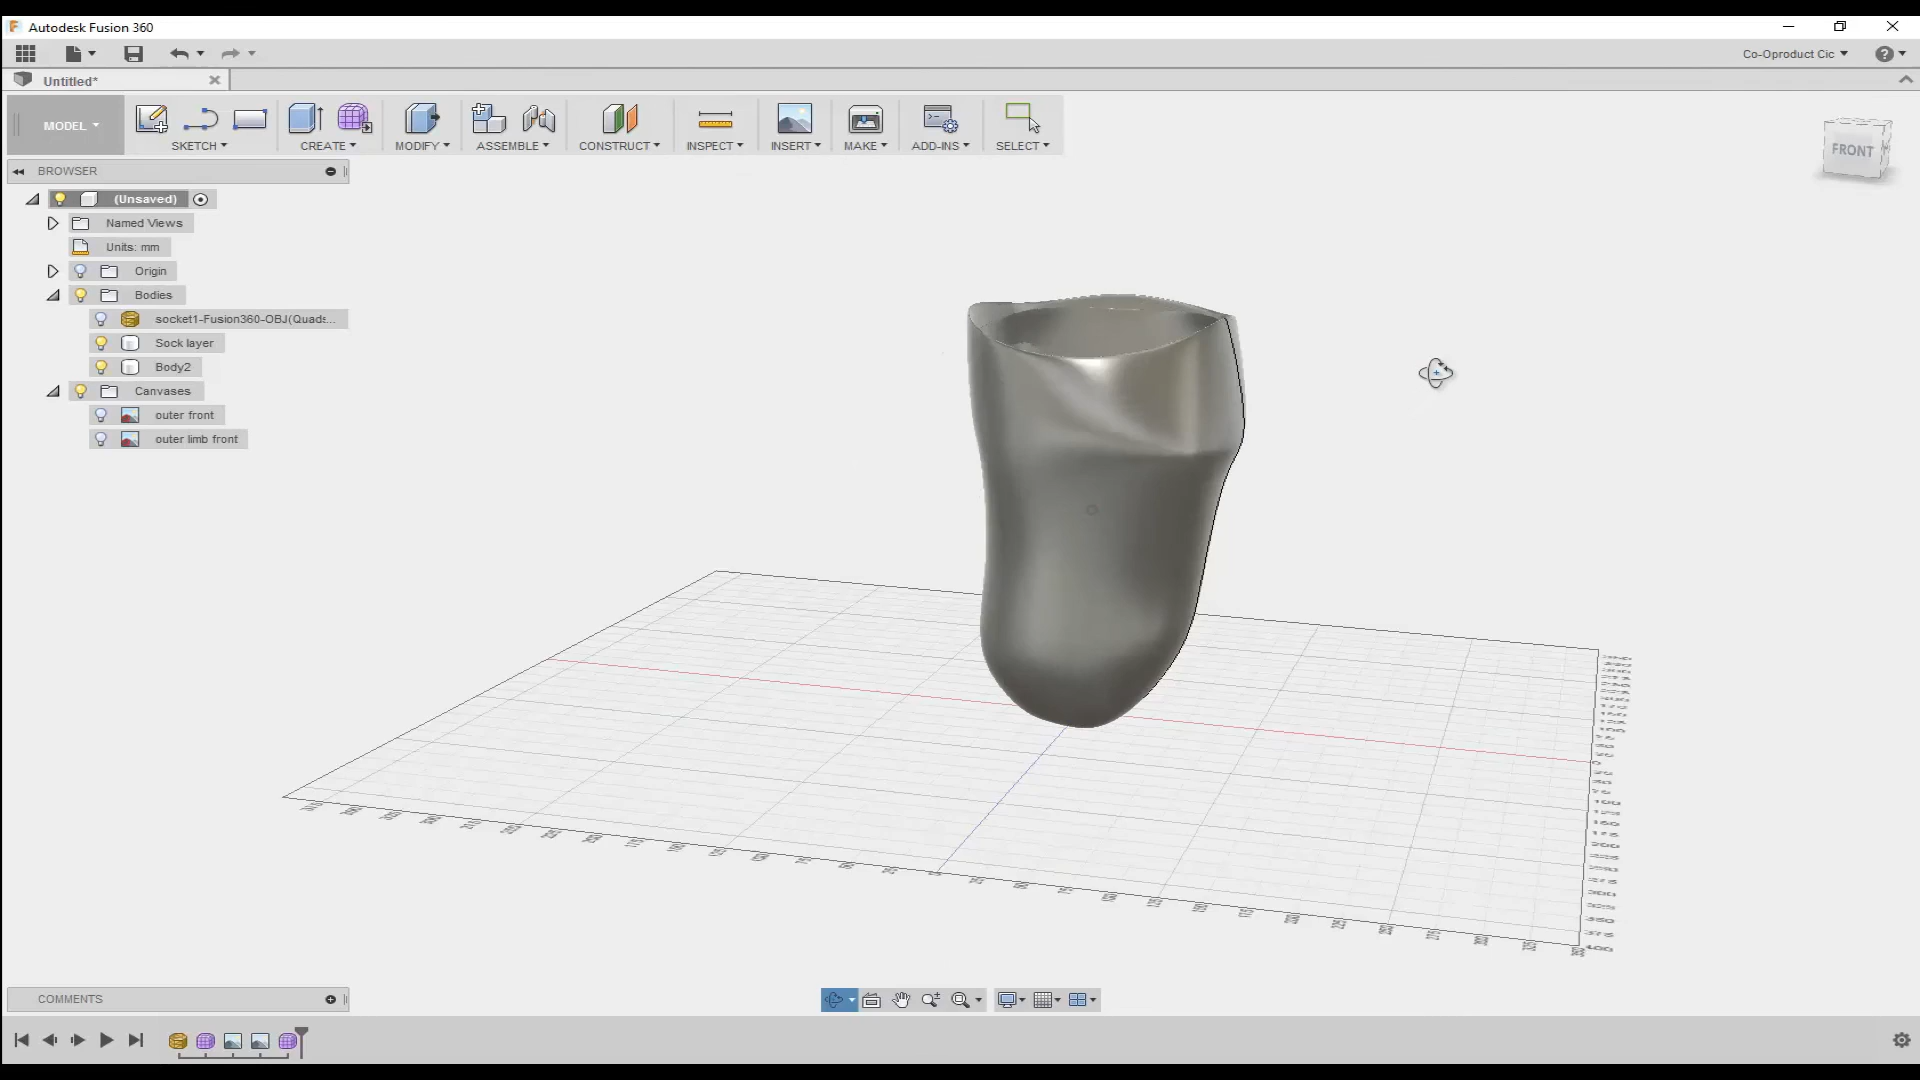 Autodesk Fusion 360
Co-Oproduct Cic
Untitled*
MODEL
SKETCH
CREATE
MODIFY
ASSEMBLE
CONSTRUCT
INSPECT
INSERT
MAKE
ADD-INS
SELECT
FRONT
BROWSER
(Unsaved)
Named Views
Units: mm
Origin
Bodies
socket1-Fusion360-OBJ(Quads...
Sock layer
Body2
Canvases
outer front
outer limb front
COMMENTS